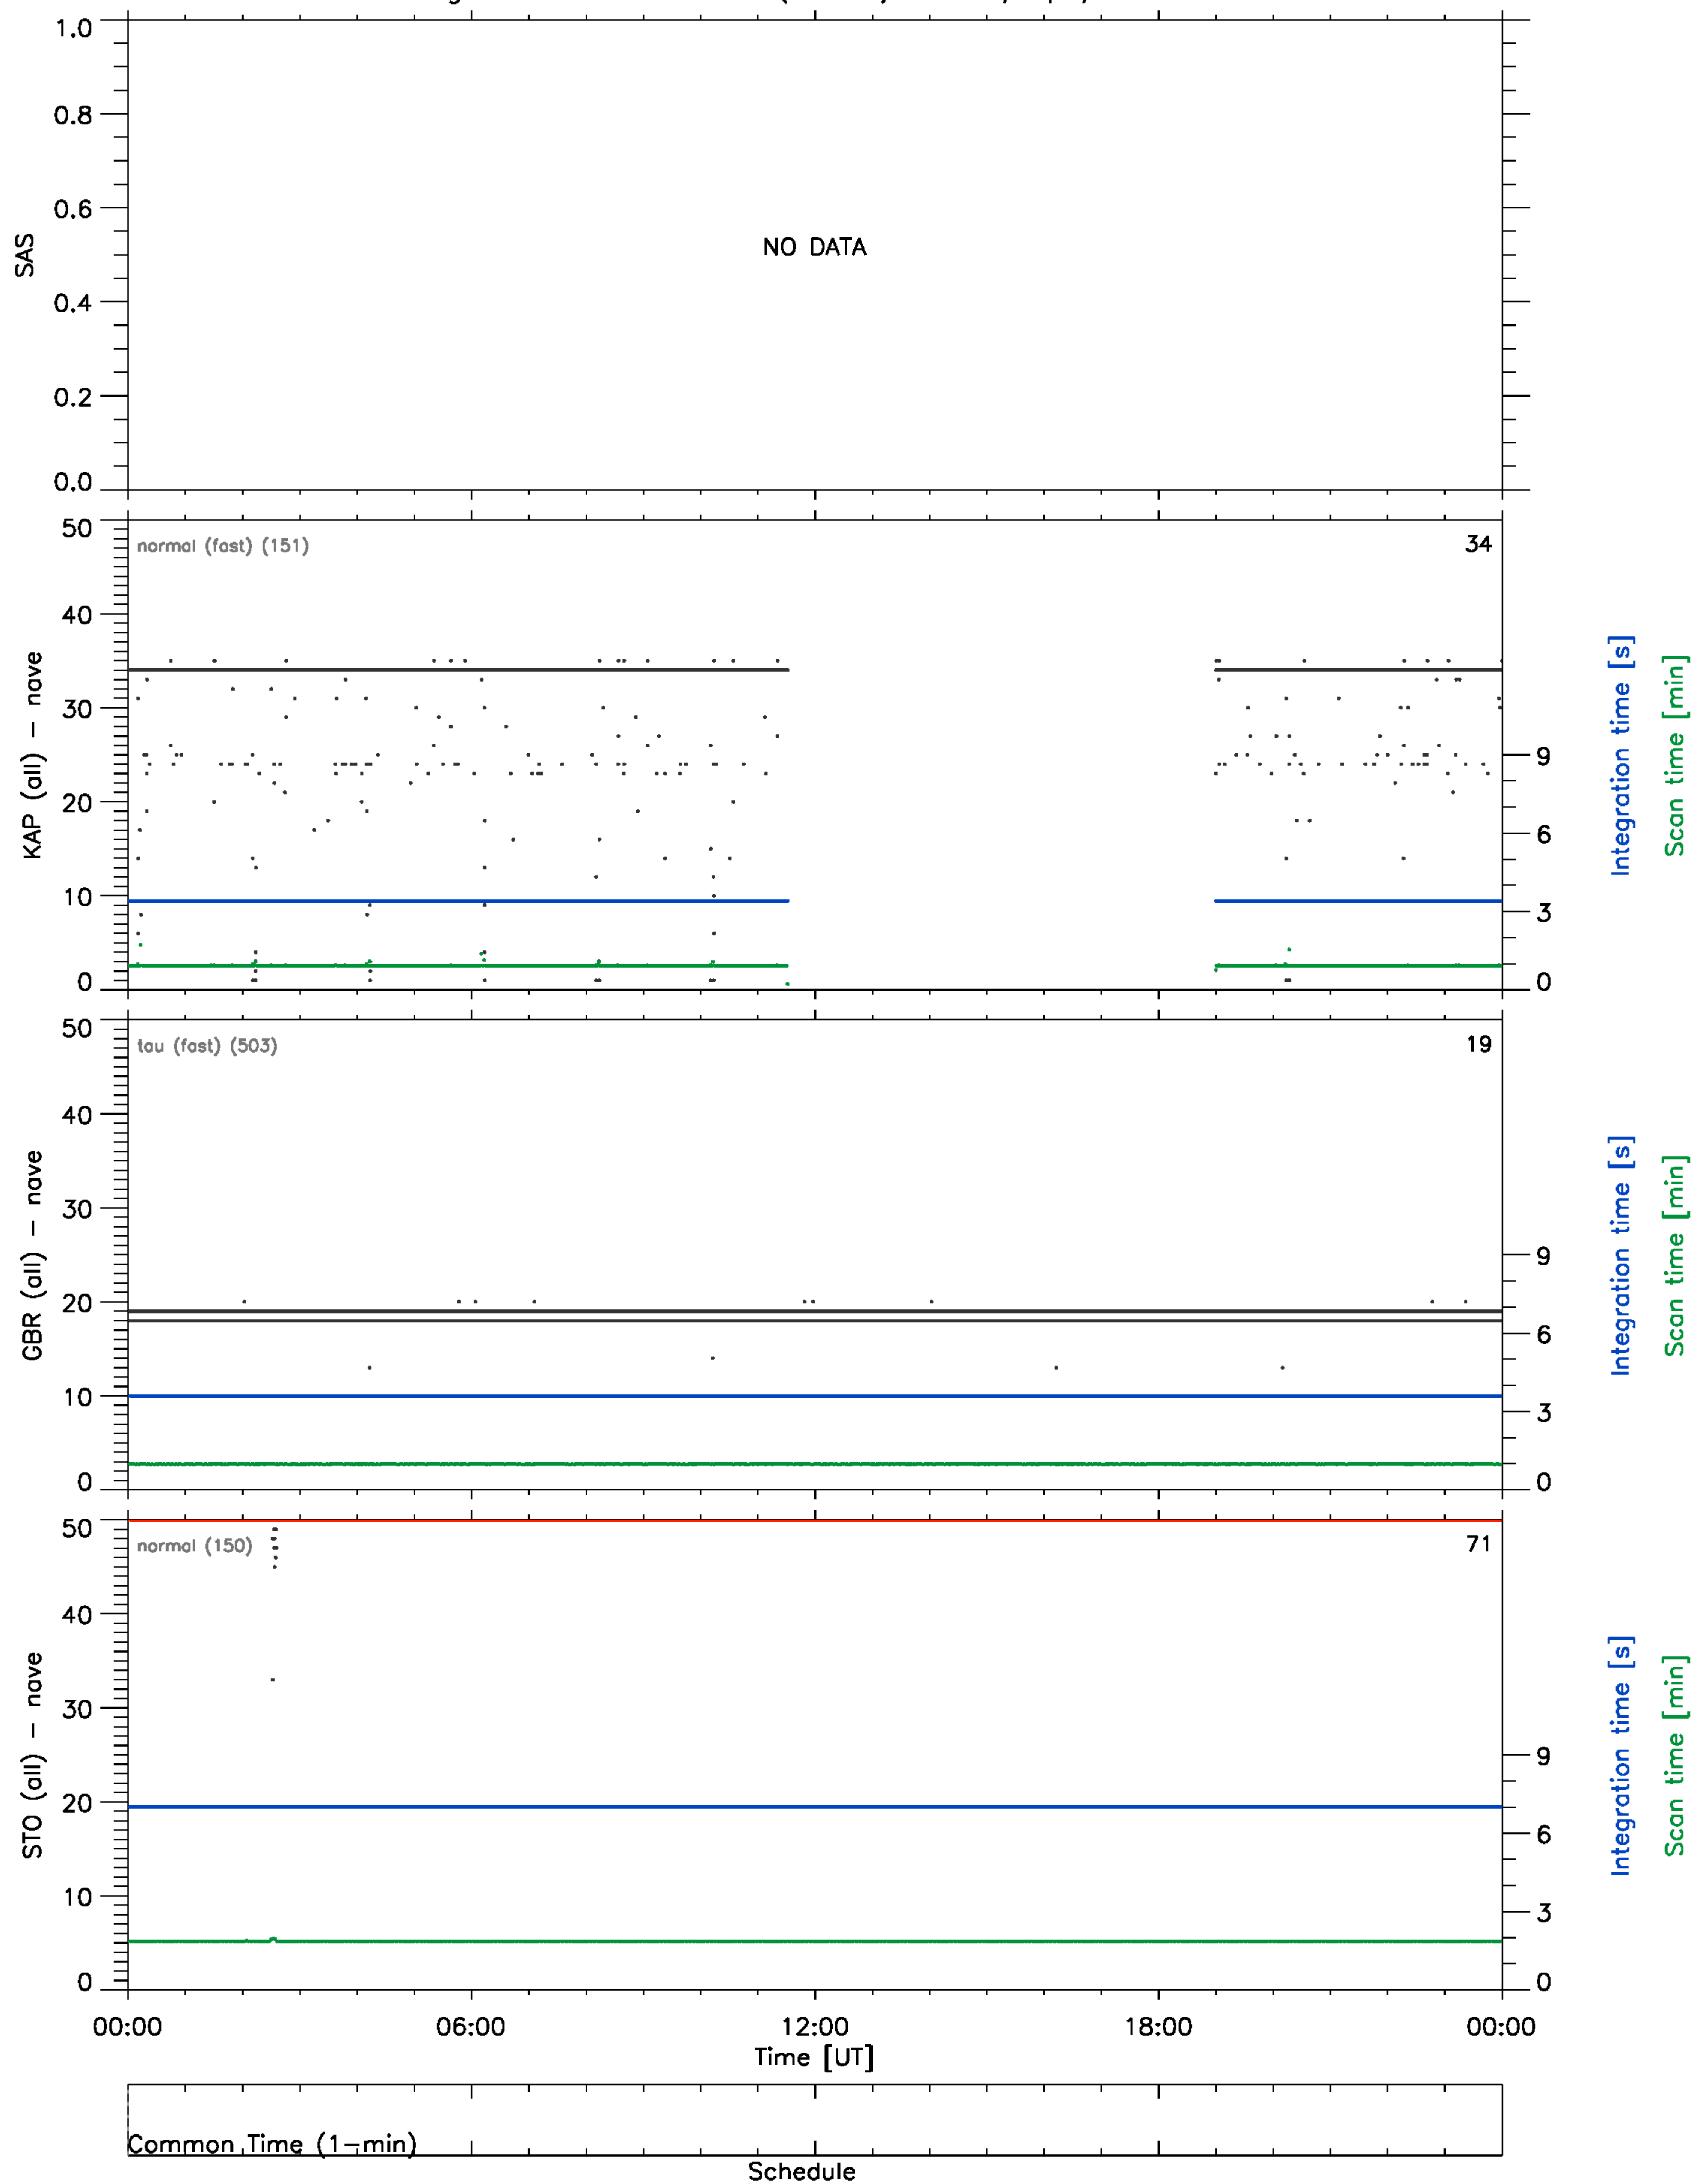 1.0
0.8
0.6
0.4
0.2
0.0
SAS
NO DATA
50
40
30
20
10
0
KAP (all) - nave
normal (fast) (151)
34
9
6
3
0
Integration time [s]
Scan time [min]
50
40
30
20
10
0
GBR (all) - nave
tau (fast) (503)
19
9
6
3
0
Integration time [s]
Scan time [min]
50
40
30
20
10
0
STO (all) - nave
normal (150)
71
9
6
3
0
Integration time [s]
Scan time [min]
00:00 06:00 12:00 18:00 00:00
Time [UT]
Common Time (1-min)
Schedule